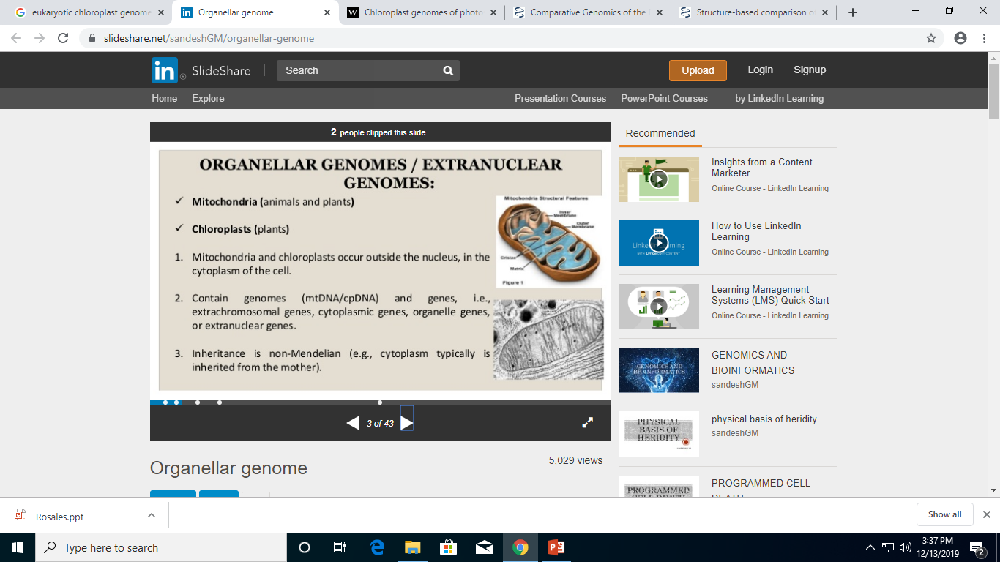 eukaryotic chloroplast genome
Organellar genome
Chloroplast genomes of photo
Comparative Genomics of the
Structure-based comparison o
slideshare.net/sandeshGM/organellar-genome
in ® SlideShare
Search
Upload
Login
Signup
Home
Explore
Presentation Courses
PowerPoint Courses
by LinkedIn Learning
2 people clipped this slide
ORGANELLAR GENOMES / EXTRANUCLEAR
GENOMES:
✓ Mitochondria (animals and plants)
✓ Chloroplasts (plants)
1. Mitochondria and chloroplasts occur outside the nucleus, in the
cytoplasm of the cell.
2. Contain genomes (mtDNA/cpDNA) and genes, i.e.,
extrachromosomal genes, cytoplasmic genes, organelle genes,
or extranuclear genes.
3. Inheritance is non-Mendelian (e.g., cytoplasm typically is
inherited from the mother).
Mitochondria Structural Features
Inner
Membrane
Outer
Membrane
Cristae
Matrix
Figure 1
3 of 43
Organellar genome
5,029 views
Recommended
Insights from a Content
Marketer
Online Course - LinkedIn Learning
How to Use LinkedIn
Learning
Online Course - LinkedIn Learning
Learning Management
Systems (LMS) Quick Start
Online Course - LinkedIn Learning
GENOMICS AND
BIOINFORMATICS
GENOMICS AND
BIOINFORMATICS
sandeshGM
PHYSICAL
BASIS OF
HERIDITY
physical basis of heridity
sandeshGM
PROGRAMMED
CELL DEATH
PROGRAMMED CELL
DEATH
Rosales.ppt
Show all
Type here to search
3:37 PM
12/13/2019
2